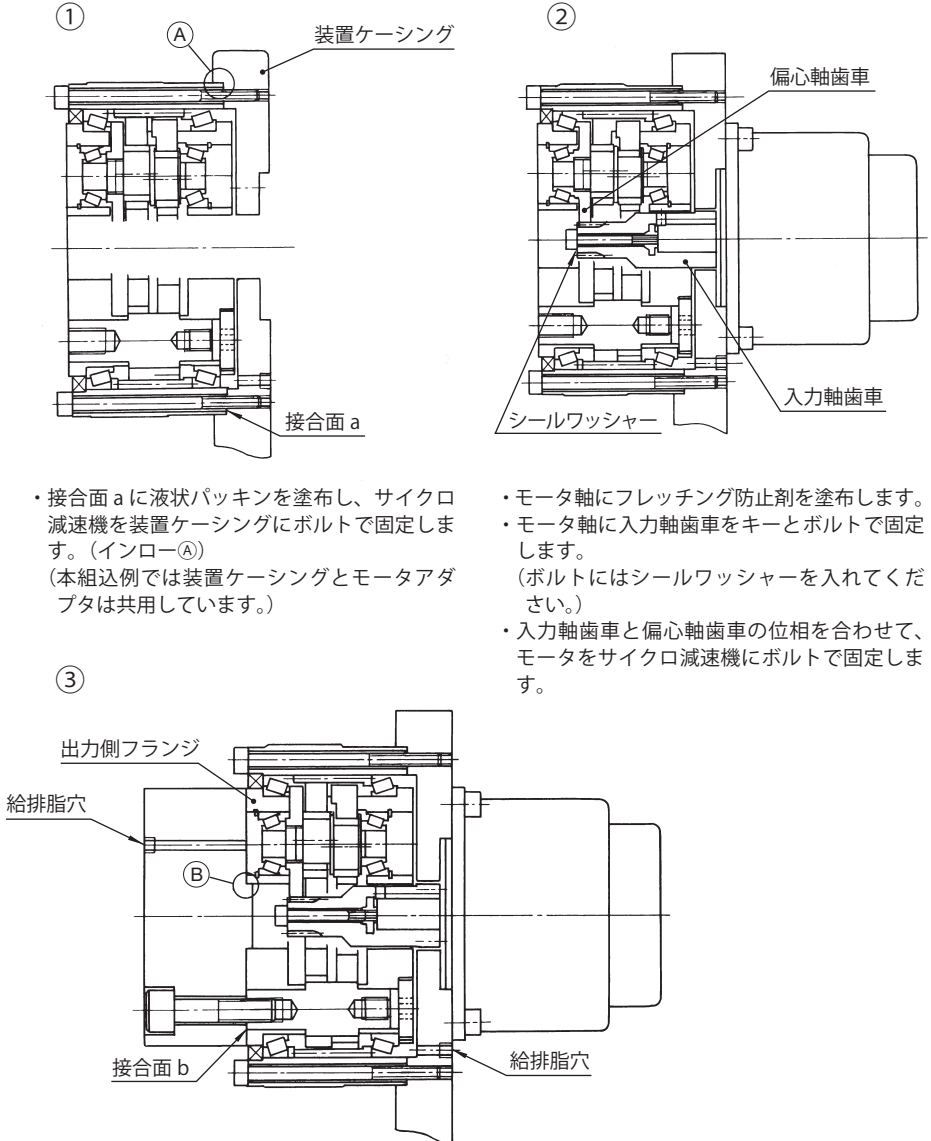 ①
Ⓐ
装置ケーシング
接合面 a
・接合面 a に液状パッキンを塗布し、サイクロ
減速機を装置ケーシングにボルトで固定しま
す。（インローⒶ）
（本組込例では装置ケーシングとモータアダ
プタは共用しています。）
②
偏心軸歯車
入力軸歯車
シールワッシャー
・モータ軸にフレッチング防止剤を塗布します。
・モータ軸に入力軸歯車をキーとボルトで固定
します。
（ボルトにはシールワッシャーを入れてくだ
さい。）
・入力軸歯車と偏心軸歯車の位相を合わせて、
モータをサイクロ減速機にボルトで固定しま
す。
③
出力側フランジ
給排脂穴
Ⓑ
接合面 b
給排脂穴